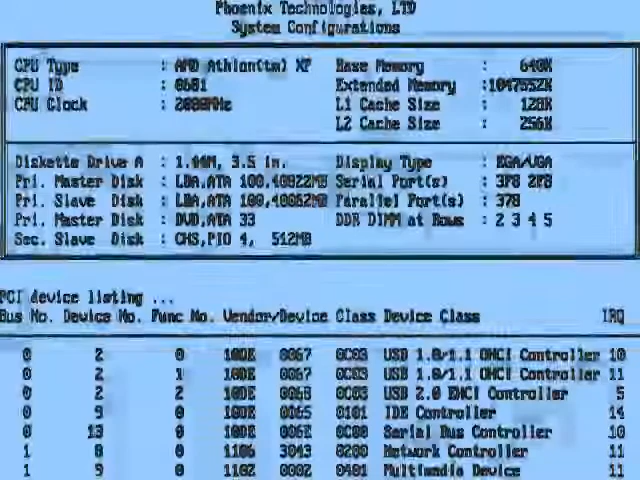 Phoenix Technologies, LTD
System Configurations
CPU Type : AMD Athlon(tm) XP Base Memory : 640K
CPU ID : 0681 Extended Memory : 1047552K
CPU Clock : 2000MHz L1 Cache Size : 128K
L2 Cache Size : 256K
Diskette Drive A : 1.44M, 3.5 in. Display Type : EGA/VGA
Pri. Master Disk : LBA,ATA 100,40822MB Serial Port(s) : 3F8 2F8
Pri. Slave Disk : LBA,ATA 100,40062MB Parallel Port(s) : 378
Pri. Master Disk : DVD,ATA 33 DDR DIMM at Rows : 2 3 4 5
Sec. Slave Disk : CHS,PIO 4, 512MB
PCI device listing ...
Bus No. Device No. Func No. Vendor/Device Class Device Class IRQ
0 2 0 10DE 0067 0C03 USB 1.0/1.1 OHCI Controller 10
0 2 1 10DE 0067 0C03 USB 1.0/1.1 OHCI Controller 11
0 2 2 10DE 0068 0C03 USB 2.0 EHCI Controller 5
0 9 0 10DE 0065 0101 IDE Controller 14
0 13 0 10DE 006E 0C00 Serial Bus Controller 10
1 8 0 1106 3043 0200 Network Controller 11
1 9 0 1102 0002 0401 Multimedia Device 11